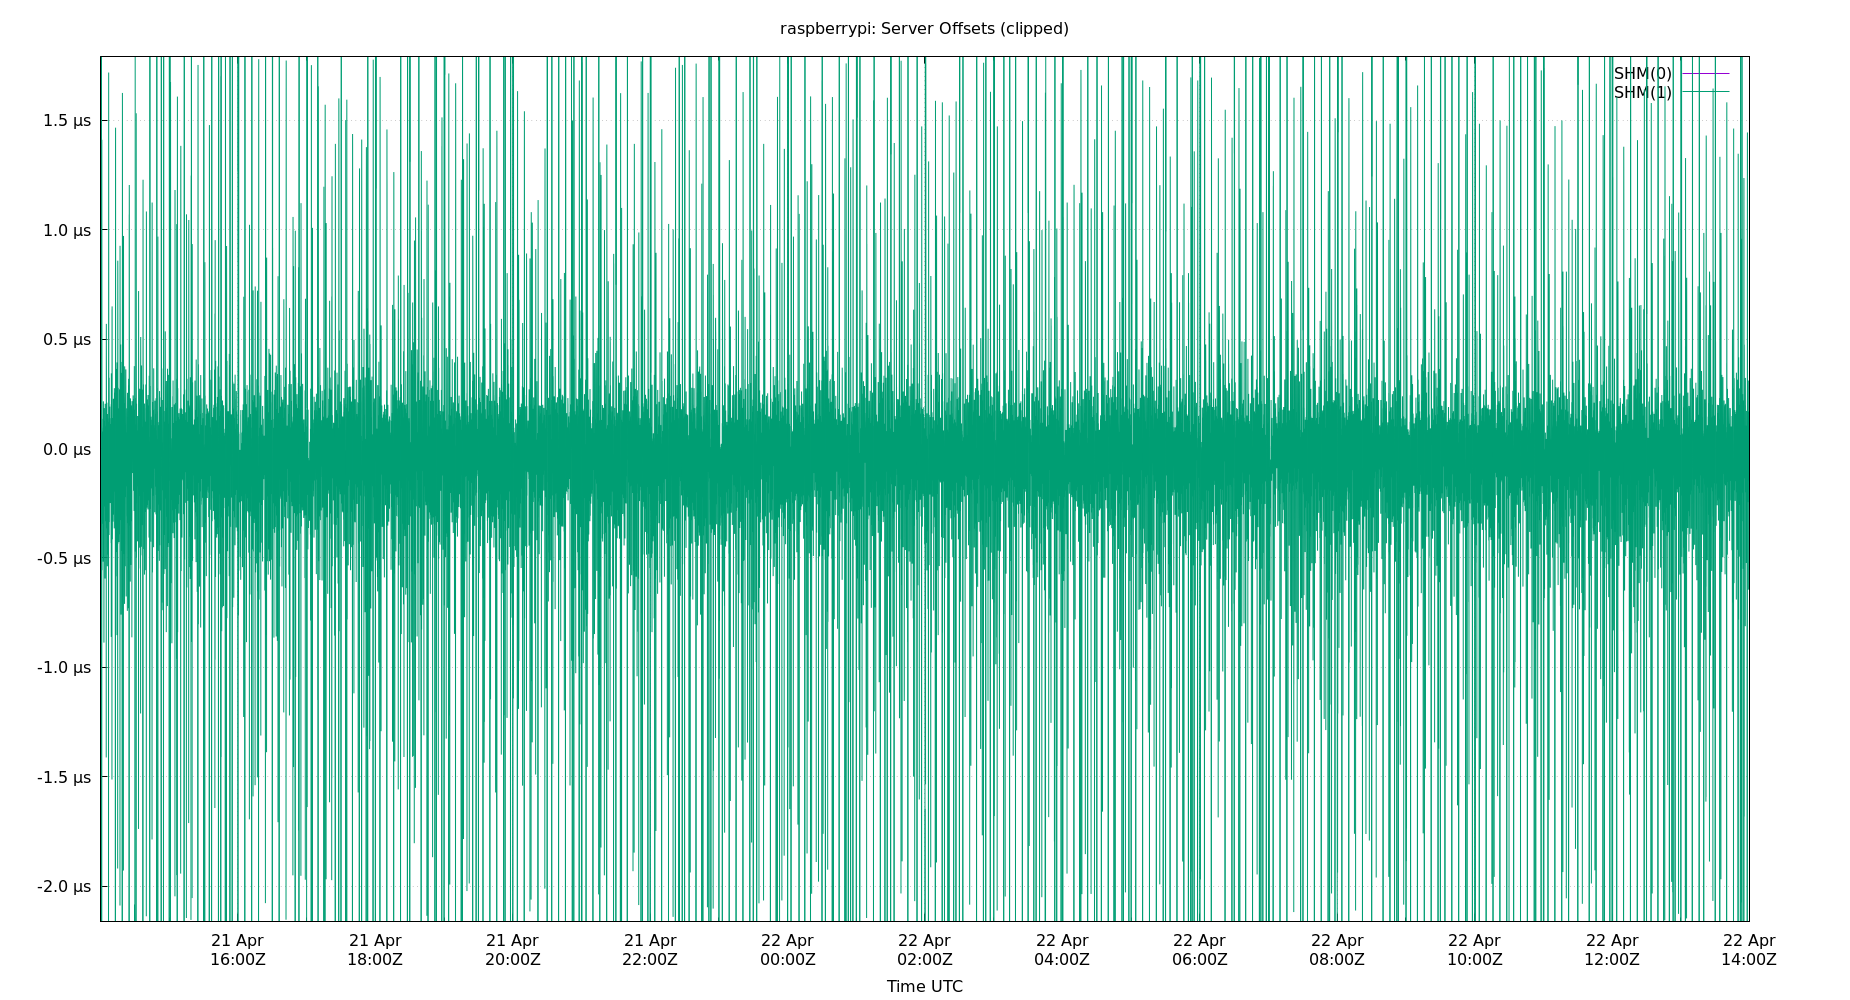 raspberrypi: Server Offsets (clipped)
SHM(0)
SHM(1)
1.5 µs
1.0 µs
0.5 µs
0.0 µs
-0.5 µs
-1.0 µs
-1.5 µs
-2.0 µs
21 Apr 21 Apr 21 Apr 21 Apr 22 Apr 22 Apr 22 Apr 22 Apr 22 Apr 22 Apr 22 Apr 22 Apr
16:00Z 18:00Z 20:00Z 22:00Z 00:00Z 02:00Z 04:00Z 06:00Z 08:00Z 10:00Z 12:00Z 14:00Z
Time UTC